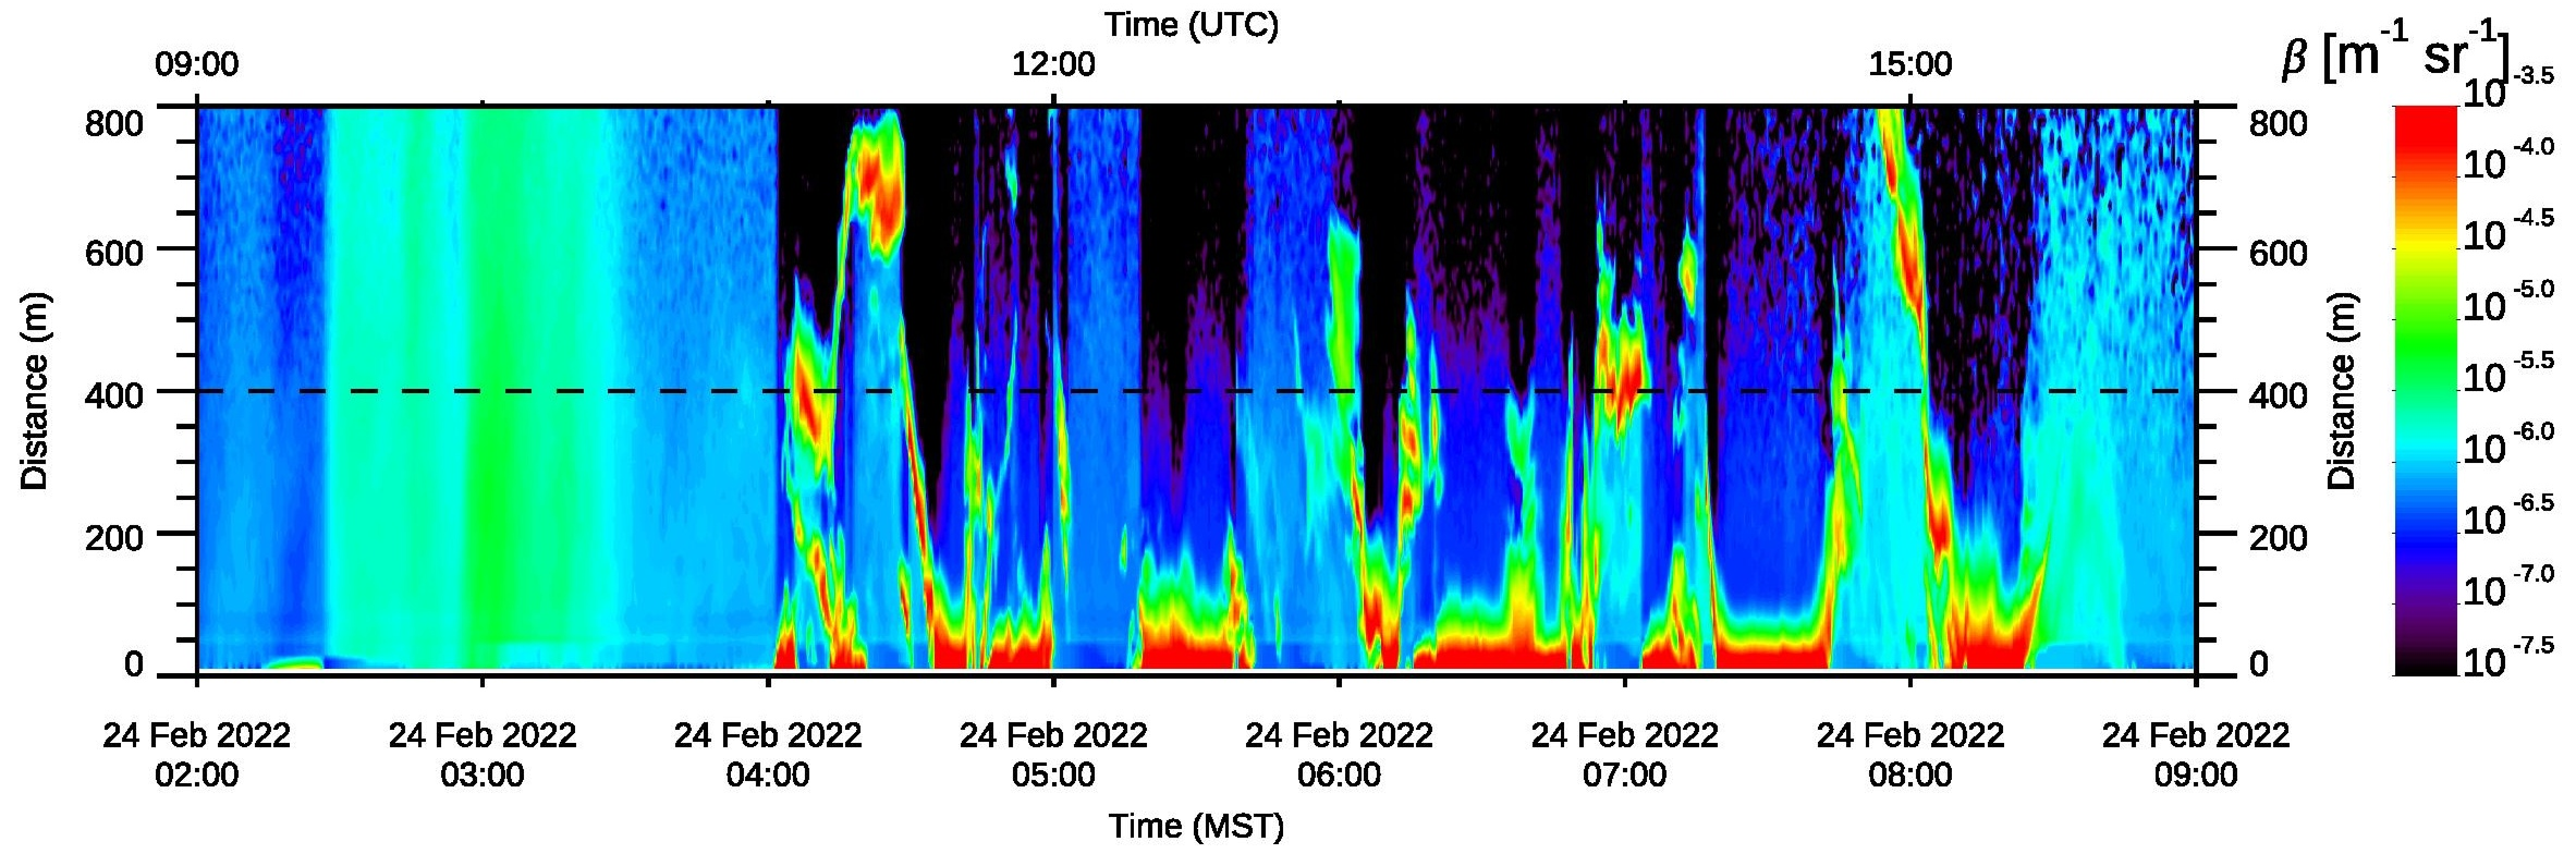 Time (UTC)
09:00 12:00 15:00
β [m⁻¹ sr⁻¹]
800 800
600 600
400 400
200 200
0 0
Distance (m)
Distance (m)
10^-3.5
10^-4.0
10^-4.5
10^-5.0
10^-5.5
10^-6.0
10^-6.5
10^-7.0
10^-7.5
24 Feb 2022 24 Feb 2022 24 Feb 2022 24 Feb 2022 24 Feb 2022 24 Feb 2022 24 Feb 2022 24 Feb 2022
02:00 03:00 04:00 05:00 06:00 07:00 08:00 09:00
Time (MST)